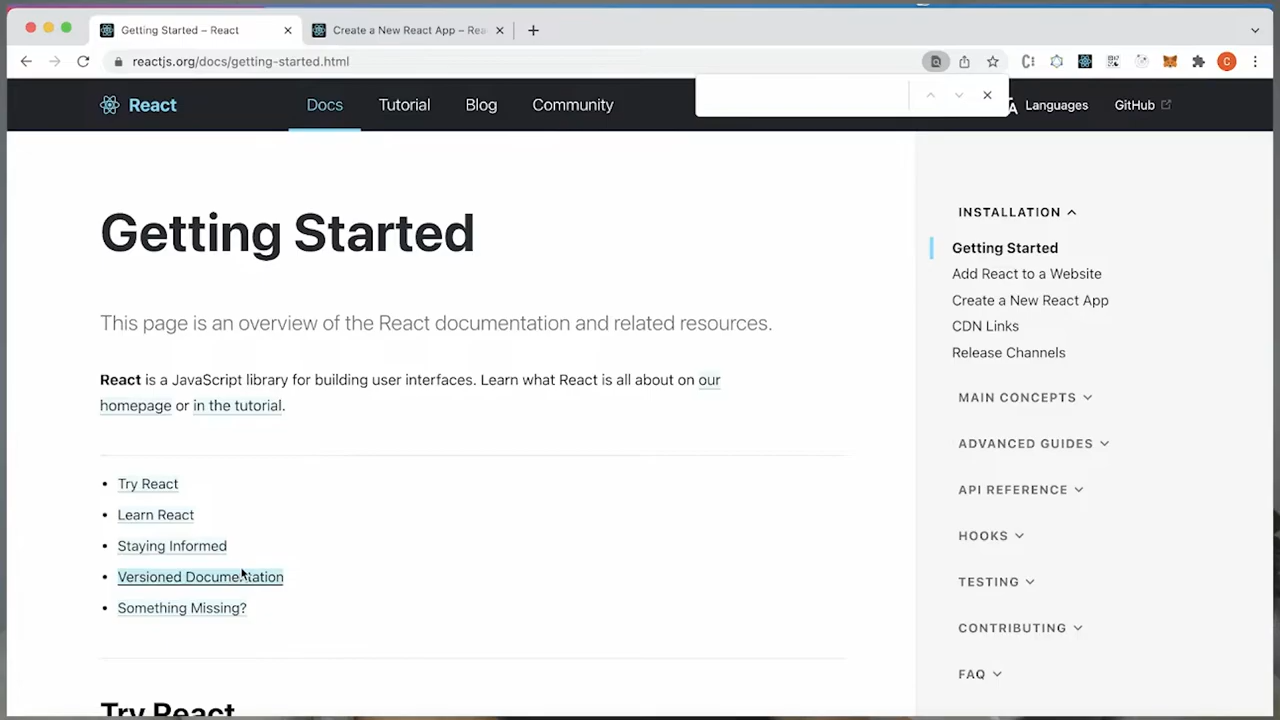 Getting Started – React
Create a New React App – Rea
reactjs.org/docs/getting-started.html
React
Docs
Tutorial
Blog
Community
Languages
GitHub
Getting Started
This page is an overview of the React documentation and related resources.
React is a JavaScript library for building user interfaces. Learn what React is all about on our
homepage or in the tutorial.
• Try React
• Learn React
• Staying Informed
• Versioned Documentation
• Something Missing?
Try React
INSTALLATION
Getting Started
Add React to a Website
Create a New React App
CDN Links
Release Channels
MAIN CONCEPTS
ADVANCED GUIDES
API REFERENCE
HOOKS
TESTING
CONTRIBUTING
FAQ
C